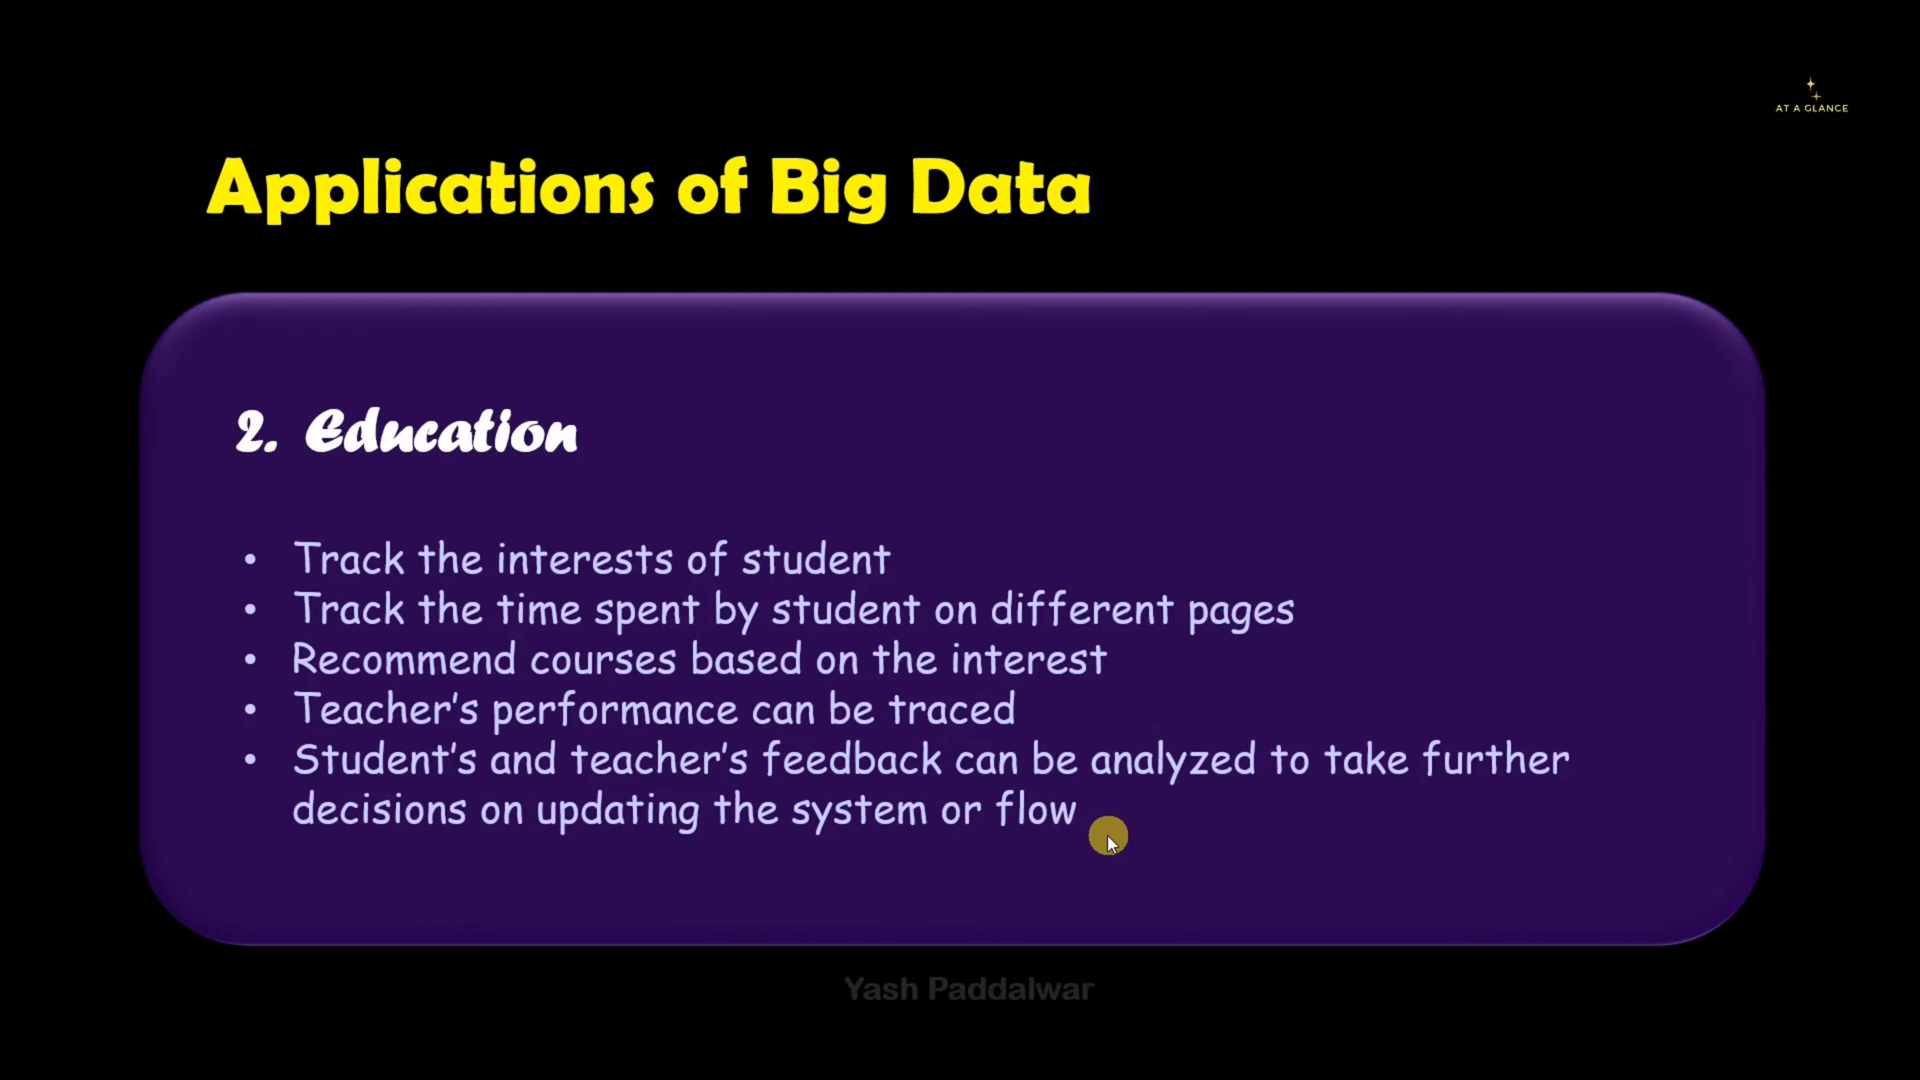 AT A GLANCE
Applications of Big Data
2. Education
• Track the interests of student
• Track the time spent by student on different pages
• Recommend courses based on the interest
• Teacher’s performance can be traced
• Student’s and teacher’s feedback can be analyzed to take further
decisions on updating the system or flow
Yash Paddalwar